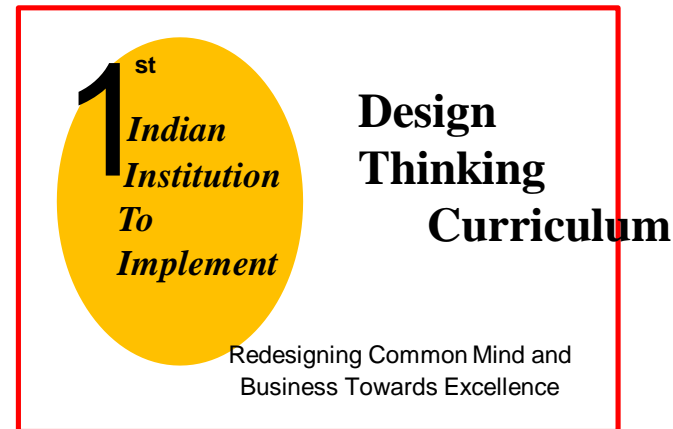 1st
Indian
Institution
To
Implement
Design
Thinking
Curriculum
Redesigning Common Mind and
Business Towards Excellence